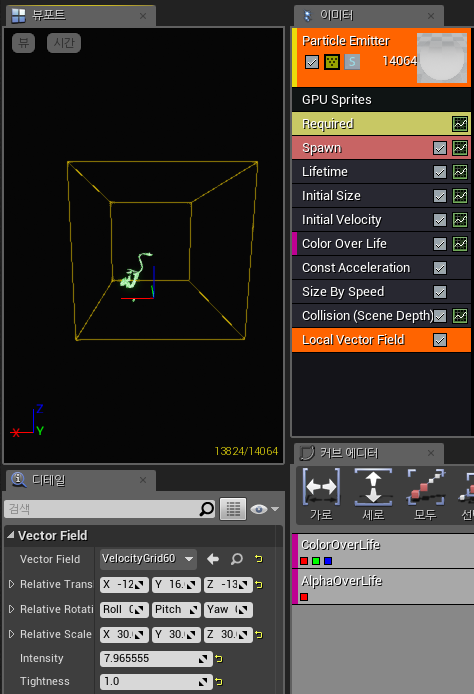 뷰포트
뷰 시간
Z
X Y
13824/14064
이미터
Particle Emitter
S 14064
GPU Sprites
Required
Spawn
Lifetime
Initial Size
Initial Velocity
Color Over Life
Const Acceleration
Size By Speed
Collision (Scene Depth)
Local Vector Field
디테일
검색
Vector Field
Vector Field VelocityGrid60
Relative Trans X -12 Y 16. Z -13
Relative Rotati Roll Pitch Yaw
Relative Scale X 30. Y 30. Z 30.
Intensity 7.965555
Tightness 1.0
커브 에디터
가로 세로 모두
ColorOverLife
AlphaOverLife